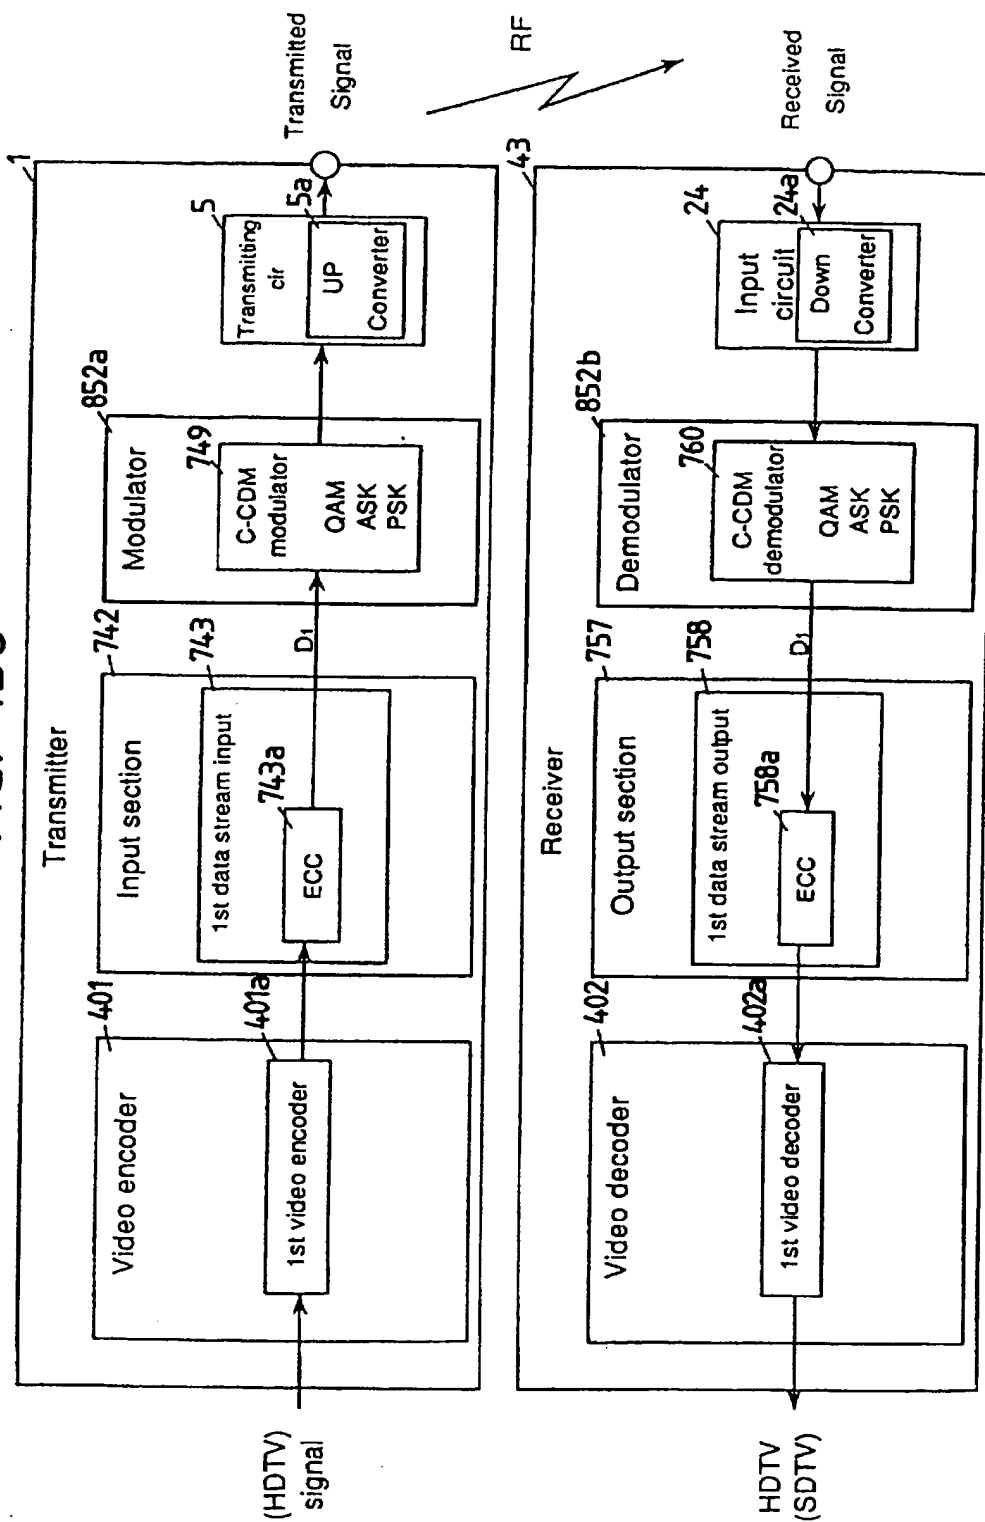 Transmitter
1
(HDTV)
signal
Video encoder
401
1st video encoder
401a
Input section
742
1st data stream input
743
ECC
743a
D1
Modulator
852a
C-CDM
modulator
QAM
ASK
PSK
749
Transmitting
cir
5
UP
Converter
5a
Transmitted
Signal
RF
Receiver
43
HDTV
(SDTV)
Video decoder
402
1st video decoder
402a
Output section
757
1st data stream output
758
ECC
758a
D1
Demodulator
852b
C-CDM
demodulator
QAM
ASK
PSK
760
Input
circuit
24
Down
Converter
24a
Received
Signal